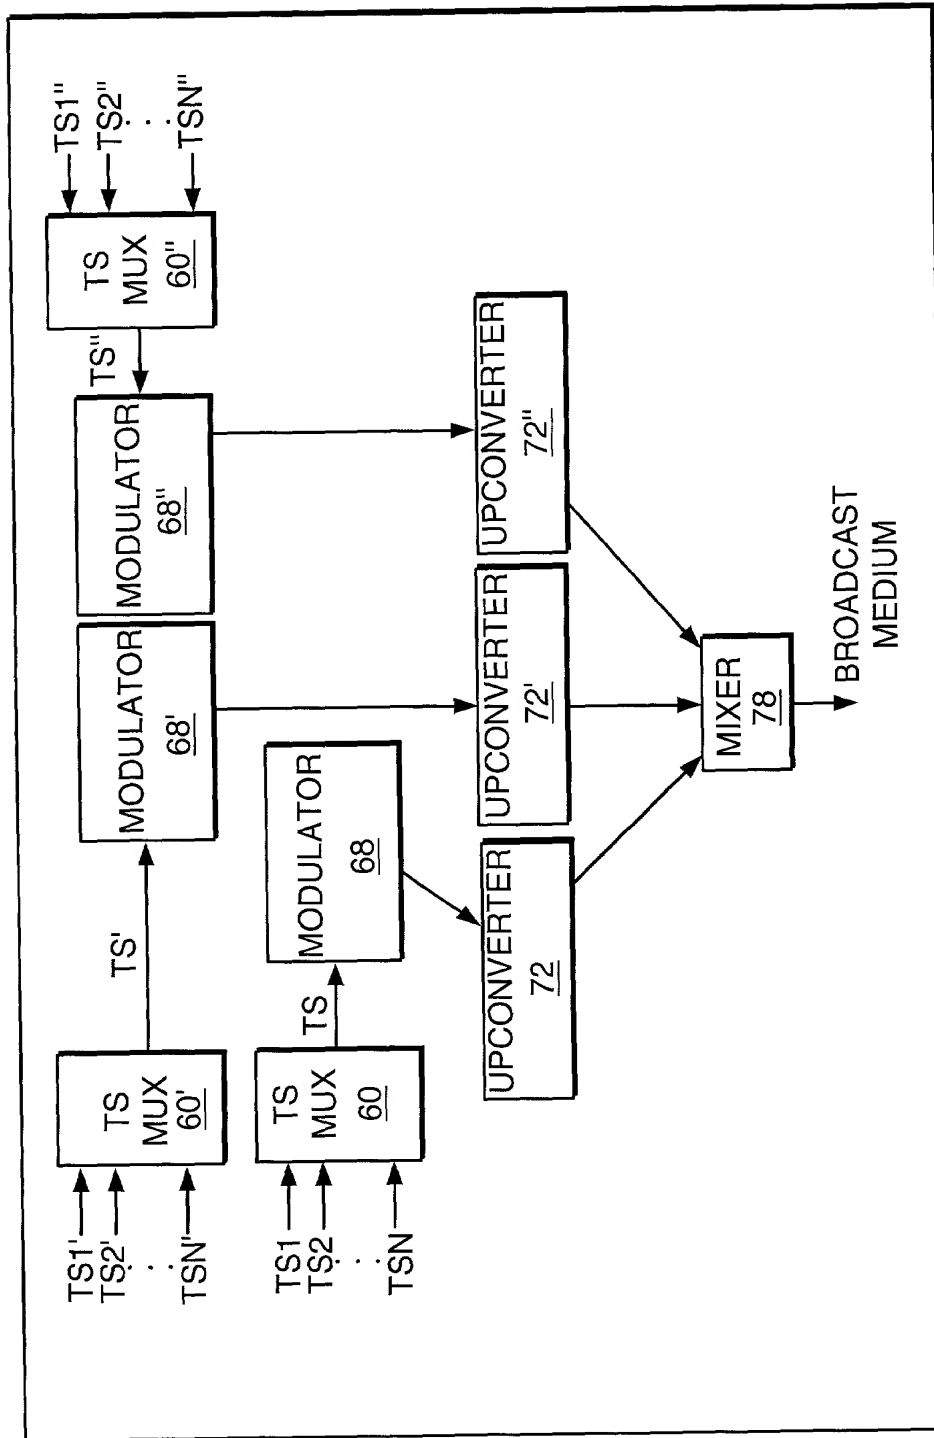 TS1"
TS2"
. . .
TSN"
TS
MUX
60"
TS"
MODULATOR
68"
MODULATOR
68'
TS'
TS
MUX
60'
TS1'
TS2'
. . .
TSN'
MODULATOR
68
TS
TS
MUX
60
TS1
TS2
. . .
TSN
UPCONVERTER
72"
UPCONVERTER
72'
UPCONVERTER
72
MIXER
78
BROADCAST
MEDIUM